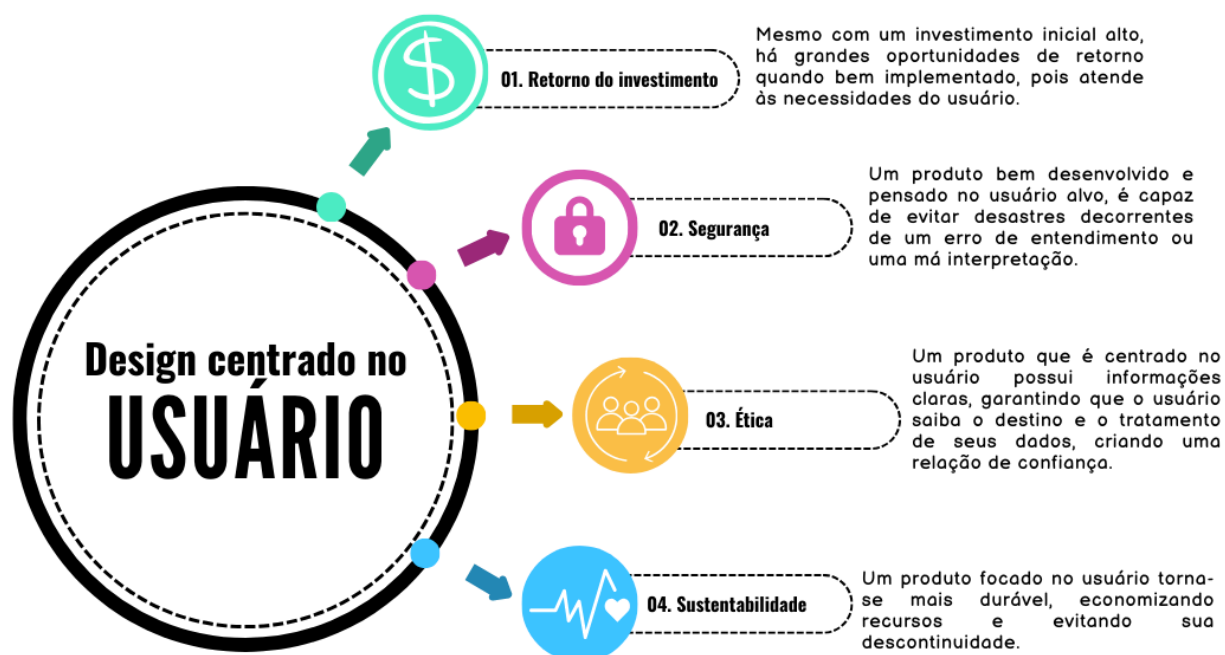 Design centrado no
USUÁRIO
01. Retorno do investimento
Mesmo com um investimento inicial alto,
há grandes oportunidades de retorno
quando bem implementado, pois atende
às necessidades do usuário.
02. Segurança
Um produto bem desenvolvido e
pensado no usuário alvo, é capaz
de evitar desastres decorrentes
de um erro de entendimento ou
uma má interpretação.
03. Ética
Um produto que é centrado no
usuário possui informações
claras, garantindo que o usuário
saiba o destino e o tratamento
de seus dados, criando uma
relação de confiança.
04. Sustentabilidade
Um produto focado no usuário torna-
se mais durável, economizando
recursos e evitando sua
descontinuidade.